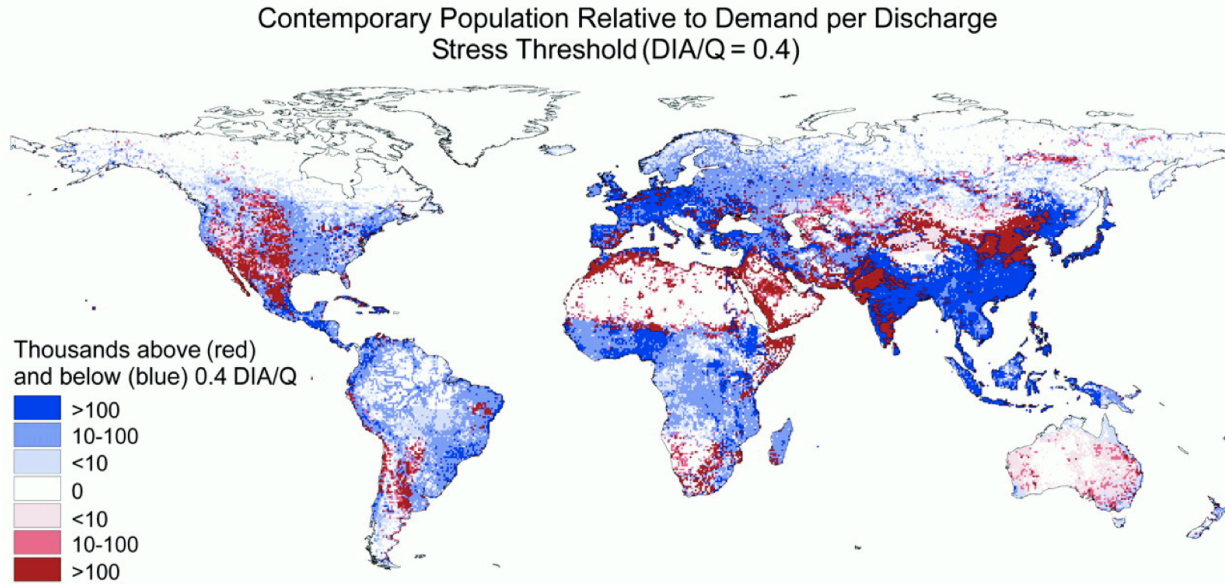 Contemporary Population Relative to Demand per Discharge
Stress Threshold (DIA/Q = 0.4)
Thousands above (red)
and below (blue) 0.4 DIA/Q
>100
10-100
<10
0
<10
10-100
>100